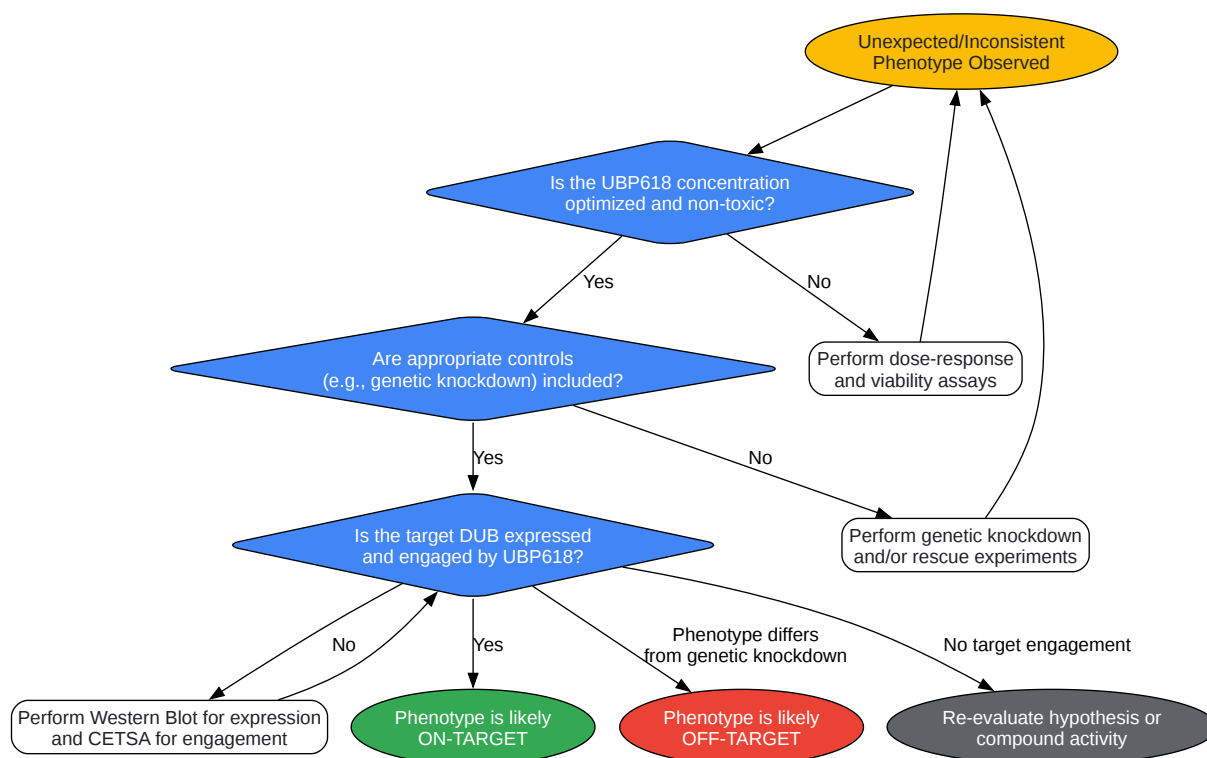 Unexpected/Inconsistent
Phenotype Observed
Is the UBP618 concentration
optimized and non-toxic?
Yes
No
Are appropriate controls
(e.g., genetic knockdown) included?
Perform dose-response
and viability assays
Yes
No
Is the target DUB expressed
and engaged by UBP618?
Perform genetic knockdown
and/or rescue experiments
No
Yes
Phenotype differs
from genetic knockdown
No target engagement
Perform Western Blot for expression
and CETSA for engagement
Phenotype is likely
ON-TARGET
Phenotype is likely
OFF-TARGET
Re-evaluate hypothesis or
compound activity